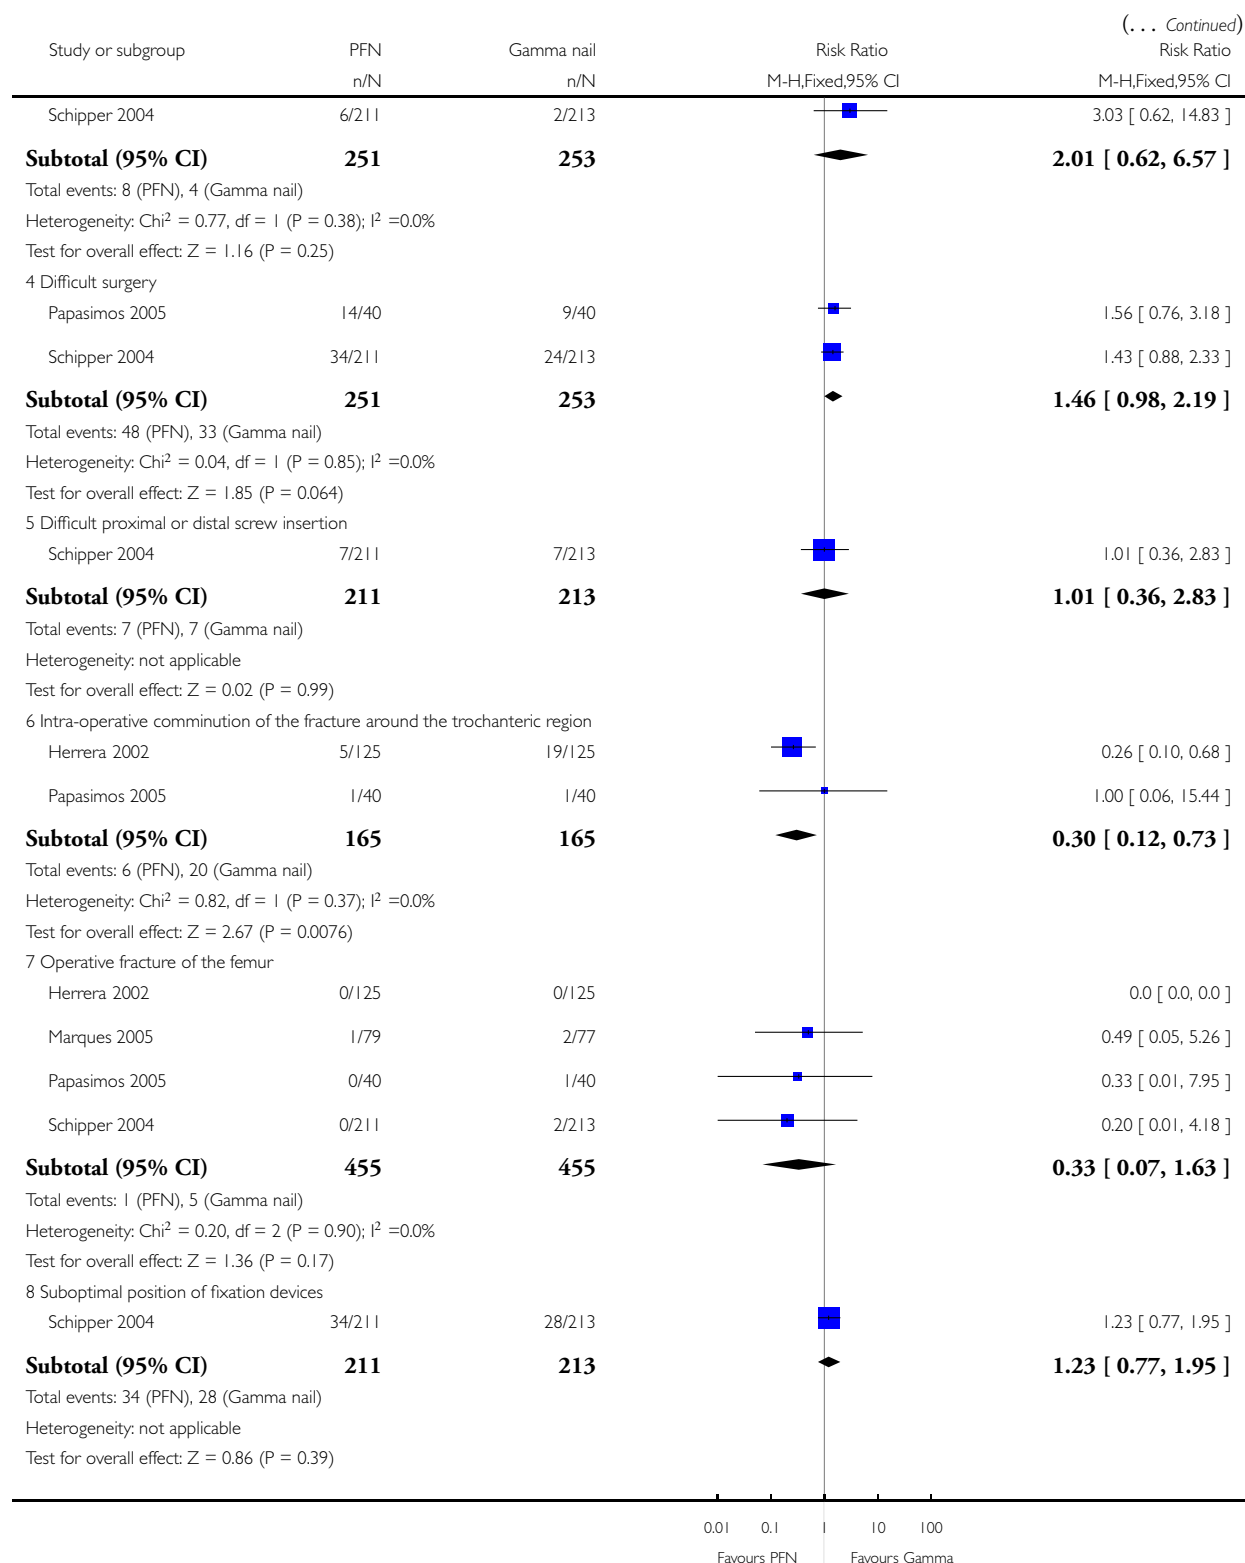 (... Continued)
Study or subgroup PFN Gamma nail Risk Ratio Risk Ratio
n/N n/N M-H,Fixed,95% CI M-H,Fixed,95% CI
Schipper 2004 6/211 2/213 3.03 [ 0.62, 14.83 ]
Subtotal (95% CI) 251 253 2.01 [ 0.62, 6.57 ]
Total events: 8 (PFN), 4 (Gamma nail)
Heterogeneity: Chi² = 0.77, df = 1 (P = 0.38); I² =0.0%
Test for overall effect: Z = 1.16 (P = 0.25)
4 Difficult surgery
Papasimos 2005 14/40 9/40 1.56 [ 0.76, 3.18 ]
Schipper 2004 34/211 24/213 1.43 [ 0.88, 2.33 ]
Subtotal (95% CI) 251 253 1.46 [ 0.98, 2.19 ]
Total events: 48 (PFN), 33 (Gamma nail)
Heterogeneity: Chi² = 0.04, df = 1 (P = 0.85); I² =0.0%
Test for overall effect: Z = 1.85 (P = 0.064)
5 Difficult proximal or distal screw insertion
Schipper 2004 7/211 7/213 1.01 [ 0.36, 2.83 ]
Subtotal (95% CI) 211 213 1.01 [ 0.36, 2.83 ]
Total events: 7 (PFN), 7 (Gamma nail)
Heterogeneity: not applicable
Test for overall effect: Z = 0.02 (P = 0.99)
6 Intra-operative comminution of the fracture around the trochanteric region
Herrera 2002 5/125 19/125 0.26 [ 0.10, 0.68 ]
Papasimos 2005 1/40 1/40 1.00 [ 0.06, 15.44 ]
Subtotal (95% CI) 165 165 0.30 [ 0.12, 0.73 ]
Total events: 6 (PFN), 20 (Gamma nail)
Heterogeneity: Chi² = 0.82, df = 1 (P = 0.37); I² =0.0%
Test for overall effect: Z = 2.67 (P = 0.0076)
7 Operative fracture of the femur
Herrera 2002 0/125 0/125 0.0 [ 0.0, 0.0 ]
Marques 2005 1/79 2/77 0.49 [ 0.05, 5.26 ]
Papasimos 2005 0/40 1/40 0.33 [ 0.01, 7.95 ]
Schipper 2004 0/211 2/213 0.20 [ 0.01, 4.18 ]
Subtotal (95% CI) 455 455 0.33 [ 0.07, 1.63 ]
Total events: 1 (PFN), 5 (Gamma nail)
Heterogeneity: Chi² = 0.20, df = 2 (P = 0.90); I² =0.0%
Test for overall effect: Z = 1.36 (P = 0.17)
8 Suboptimal position of fixation devices
Schipper 2004 34/211 28/213 1.23 [ 0.77, 1.95 ]
Subtotal (95% CI) 211 213 1.23 [ 0.77, 1.95 ]
Total events: 34 (PFN), 28 (Gamma nail)
Heterogeneity: not applicable
Test for overall effect: Z = 0.86 (P = 0.39)
0.01 0.1 1 10 100
Favours PFN Favours Gamma